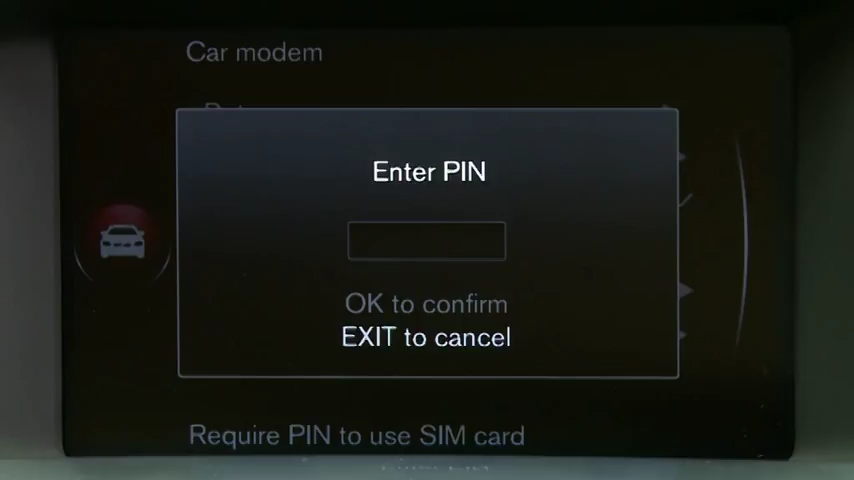 Car modem
Enter PIN
OK to confirm
EXIT to cancel
Require PIN to use SIM card